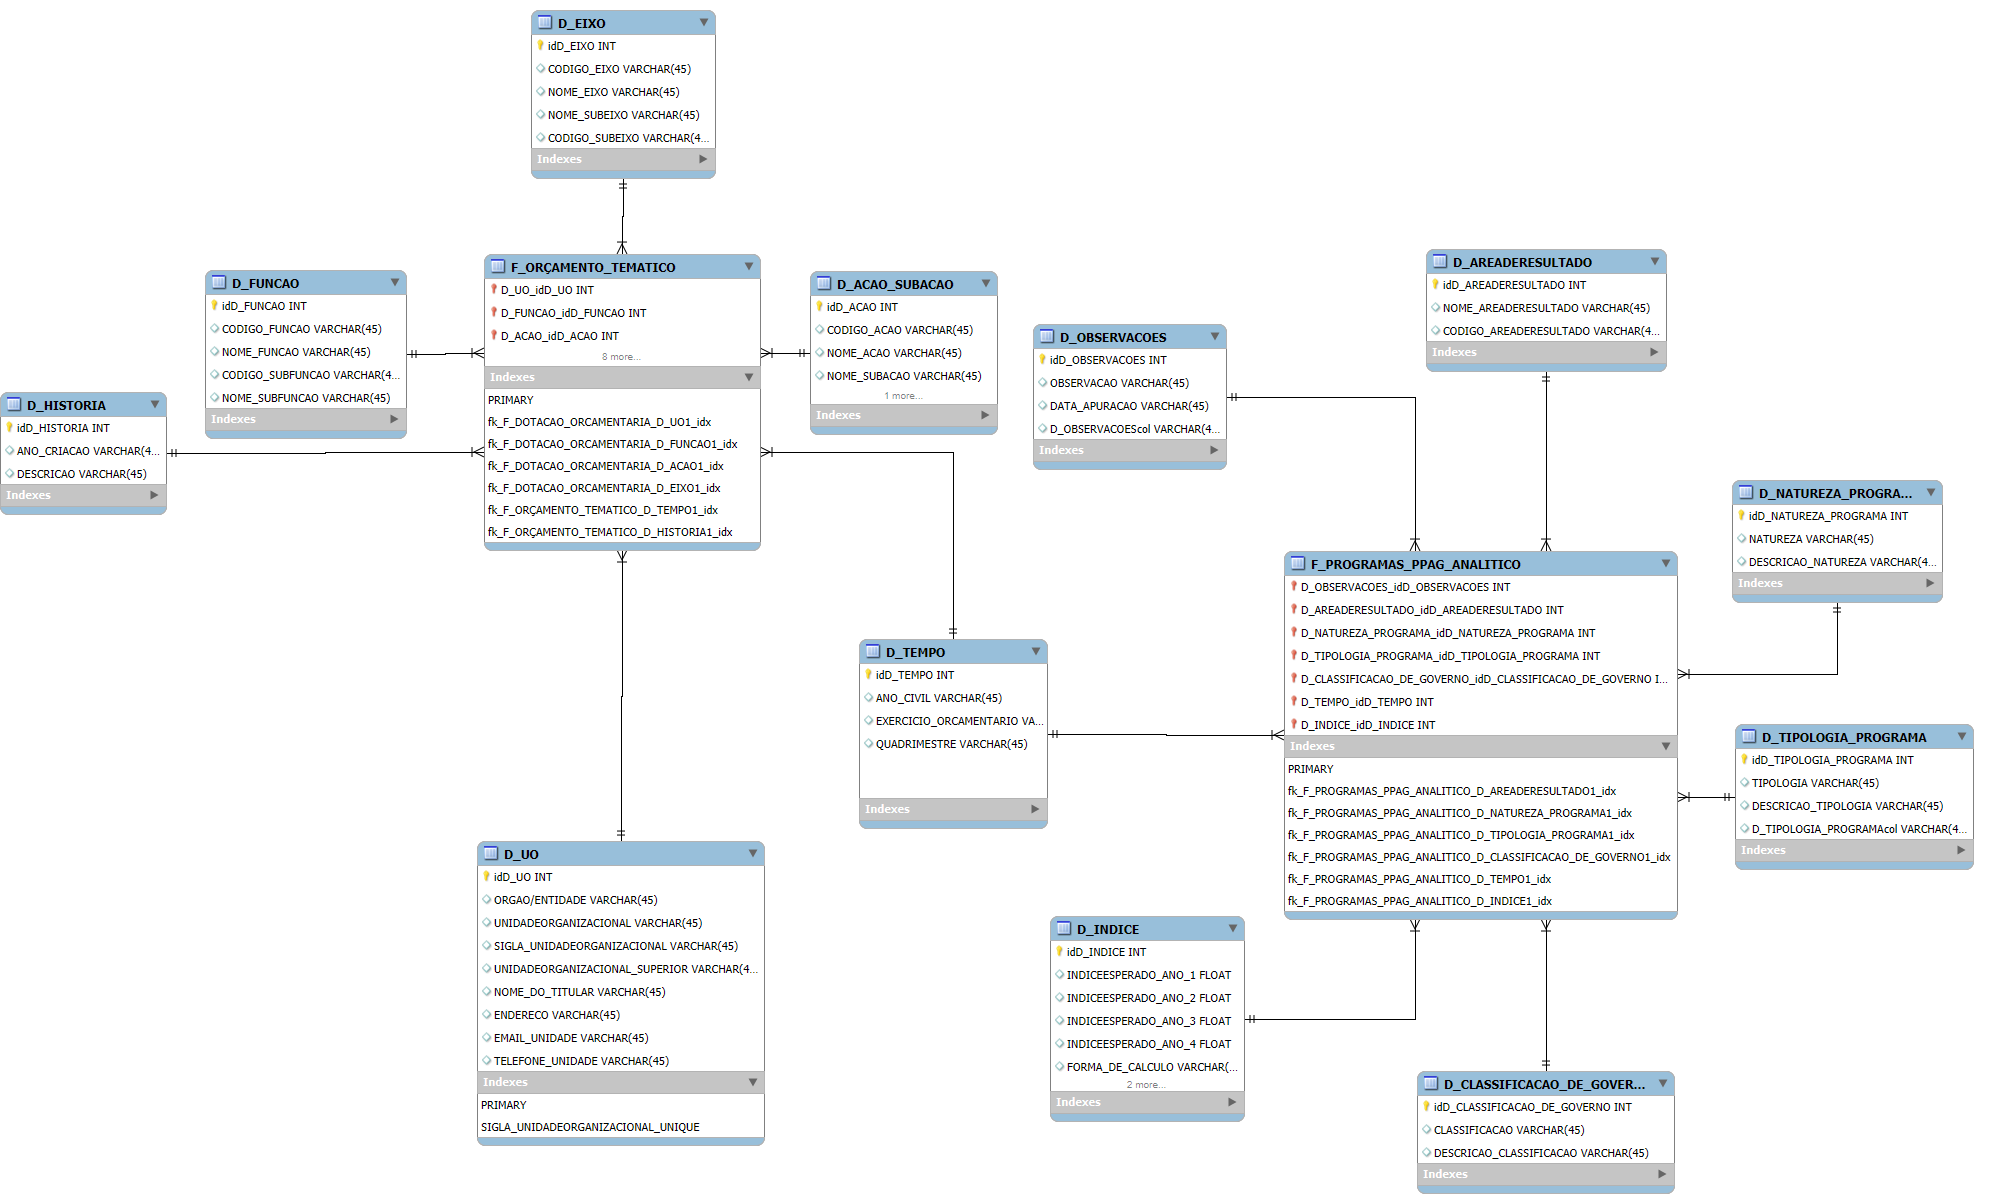 D_EIXO
idD_EIXO INT
CODIGO_EIXO VARCHAR(45)
NOME_EIXO VARCHAR(45)
NOME_SUBEIXO VARCHAR(45)
CODIGO_SUBEIXO VARCHAR(4...
Indexes
D_FUNCAO
idD_FUNCAO INT
CODIGO_FUNCAO VARCHAR(45)
NOME_FUNCAO VARCHAR(45)
CODIGO_SUBFUNCAO VARCHAR(4...
NOME_SUBFUNCAO VARCHAR(45)
Indexes
D_HISTORIA
idD_HISTORIA INT
ANO_CRIACAO VARCHAR(4...
DESCRICAO VARCHAR(45)
Indexes
F_ORÇAMENTO_TEMATICO
D_UO_idD_UO INT
D_FUNCAO_idD_FUNCAO INT
D_ACAO_idD_ACAO INT
8 more...
Indexes
PRIMARY
fk_F_DOTACAO_ORCAMENTARIA_D_UO1_idx
fk_F_DOTACAO_ORCAMENTARIA_D_FUNCAO1_idx
fk_F_DOTACAO_ORCAMENTARIA_D_ACAO1_idx
fk_F_DOTACAO_ORCAMENTARIA_D_EIXO1_idx
fk_F_ORÇAMENTO_TEMATICO_D_TEMPO1_idx
fk_F_ORÇAMENTO_TEMATICO_D_HISTORIA1_idx
D_ACAO_SUBACAO
idD_ACAO INT
CODIGO_ACAO VARCHAR(45)
NOME_ACAO VARCHAR(45)
NOME_SUBACAO VARCHAR(45)
1 more...
Indexes
D_OBSERVACOES
idD_OBSERVACOES INT
OBSERVACAO VARCHAR(45)
DATA_APURACAO VARCHAR(45)
D_OBSERVACOEScol VARCHAR(4...
Indexes
D_AREADERESULTADO
idD_AREADERESULTADO INT
NOME_AREADERESULTADO VARCHAR(45)
CODIGO_AREADERESULTADO VARCHAR(4...
Indexes
D_NATUREZA_PROGRA...
idD_NATUREZA_PROGRAMA INT
NATUREZA VARCHAR(45)
DESCRICAO_NATUREZA VARCHAR(4...
Indexes
F_PROGRAMAS_PPAG_ANALITICO
D_OBSERVACOES_idD_OBSERVACOES INT
D_AREADERESULTADO_idD_AREADERESULTADO INT
D_NATUREZA_PROGRAMA_idD_NATUREZA_PROGRAMA INT
D_TIPOLOGIA_PROGRAMA_idD_TIPOLOGIA_PROGRAMA INT
D_CLASSIFICACAO_DE_GOVERNO_idD_CLASSIFICACAO_DE_GOVERNO I...
D_TEMPO_idD_TEMPO INT
D_INDICE_idD_INDICE INT
Indexes
PRIMARY
fk_F_PROGRAMAS_PPAG_ANALITICO_D_AREADERESULTADO1_idx
fk_F_PROGRAMAS_PPAG_ANALITICO_D_NATUREZA_PROGRAMA1_idx
fk_F_PROGRAMAS_PPAG_ANALITICO_D_TIPOLOGIA_PROGRAMA1_idx
fk_F_PROGRAMAS_PPAG_ANALITICO_D_CLASSIFICACAO_DE_GOVERNO1_idx
fk_F_PROGRAMAS_PPAG_ANALITICO_D_TEMPO1_idx
fk_F_PROGRAMAS_PPAG_ANALITICO_D_INDICE1_idx
D_TEMPO
idD_TEMPO INT
ANO_CIVIL VARCHAR(45)
EXERCICIO_ORCAMENTARIO VA...
QUADRIMESTRE VARCHAR(45)
Indexes
D_TIPOLOGIA_PROGRAMA
idD_TIPOLOGIA_PROGRAMA INT
TIPOLOGIA VARCHAR(45)
DESCRICAO_TIPOLOGIA VARCHAR(45)
D_TIPOLOGIA_PROGRAMAcol VARCHAR(4...
Indexes
D_UO
idD_UO INT
ORGAO/ENTIDADE VARCHAR(45)
UNIDADEORGANIZACIONAL VARCHAR(45)
SIGLA_UNIDADEORGANIZACIONAL VARCHAR(45)
UNIDADEORGANIZACIONAL_SUPERIOR VARCHAR(4...
NOME_DO_TITULAR VARCHAR(45)
ENDERECO VARCHAR(45)
EMAIL_UNIDADE VARCHAR(45)
TELEFONE_UNIDADE VARCHAR(45)
Indexes
PRIMARY
SIGLA_UNIDADEORGANIZACIONAL_UNIQUE
D_INDICE
idD_INDICE INT
INDICEESPERADO_ANO_1 FLOAT
INDICEESPERADO_ANO_2 FLOAT
INDICEESPERADO_ANO_3 FLOAT
INDICEESPERADO_ANO_4 FLOAT
FORMA_DE_CALCULO VARCHAR(...
2 more...
Indexes
D_CLASSIFICACAO_DE_GOVER...
idD_CLASSIFICACAO_DE_GOVERNO INT
CLASSIFICACAO VARCHAR(45)
DESCRICAO_CLASSIFICACAO VARCHAR(45)
Indexes